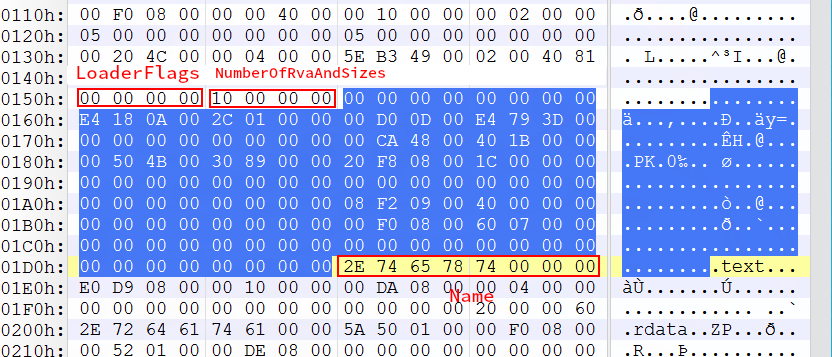 0110h: 00 F0 08 00 00 00 40 00 00 10 00 00 00 02 00 00 .ð....@.........
0120h: 05 00 00 00 00 00 00 00 05 00 00 00 00 00 00 00 ................
0130h: 00 20 4C 00 00 04 00 00 5E B3 49 00 02 00 40 81 . L.....^³I...@.
0140h:
LoaderFlags NumberOfRvaAndSizes
0150h: 00 00 00 00 10 00 00 00 00 00 00 00 00 00 00 00 ................
0160h: E4 18 0A 00 2C 01 00 00 00 D0 0D 00 E4 79 3D 00 ä...,....Ð..äy=.
0170h: 00 00 00 00 00 00 00 00 00 CA 48 00 40 1B 00 00 .........ÊH.@...
0180h: 00 50 4B 00 30 89 00 00 20 F8 08 00 1C 00 00 00 .PK.0‰.. ø......
0190h: 00 00 00 00 00 00 00 00 00 00 00 00 00 00 00 00 ................
01A0h: 00 00 00 00 00 00 00 00 08 F2 09 00 40 00 00 00 .........ò..@...
01B0h: 00 00 00 00 00 00 00 00 00 F0 08 00 60 07 00 00 .........ð..`...
01C0h: 00 00 00 00 00 00 00 00 00 00 00 00 00 00 00 00 ................
01D0h: 00 00 00 00 00 00 00 00 2E 74 65 78 74 00 00 00 .........text...
01E0h: E0 D9 08 00 00 10 00 00 00 DA 08 00 00 04 00 00 àÙ.......Ú......
Name
01F0h: 00 00 00 00 00 00 00 00 00 00 00 00 20 00 00 60 ............ ..`
0200h: 2E 72 64 61 74 61 00 00 5A 50 01 00 00 F0 08 00 .rdata..ZP...ð..
0210h: 00 52 01 00 00 DE 08 00 00 00 00 00 00 00 00 00 .R...Þ..........